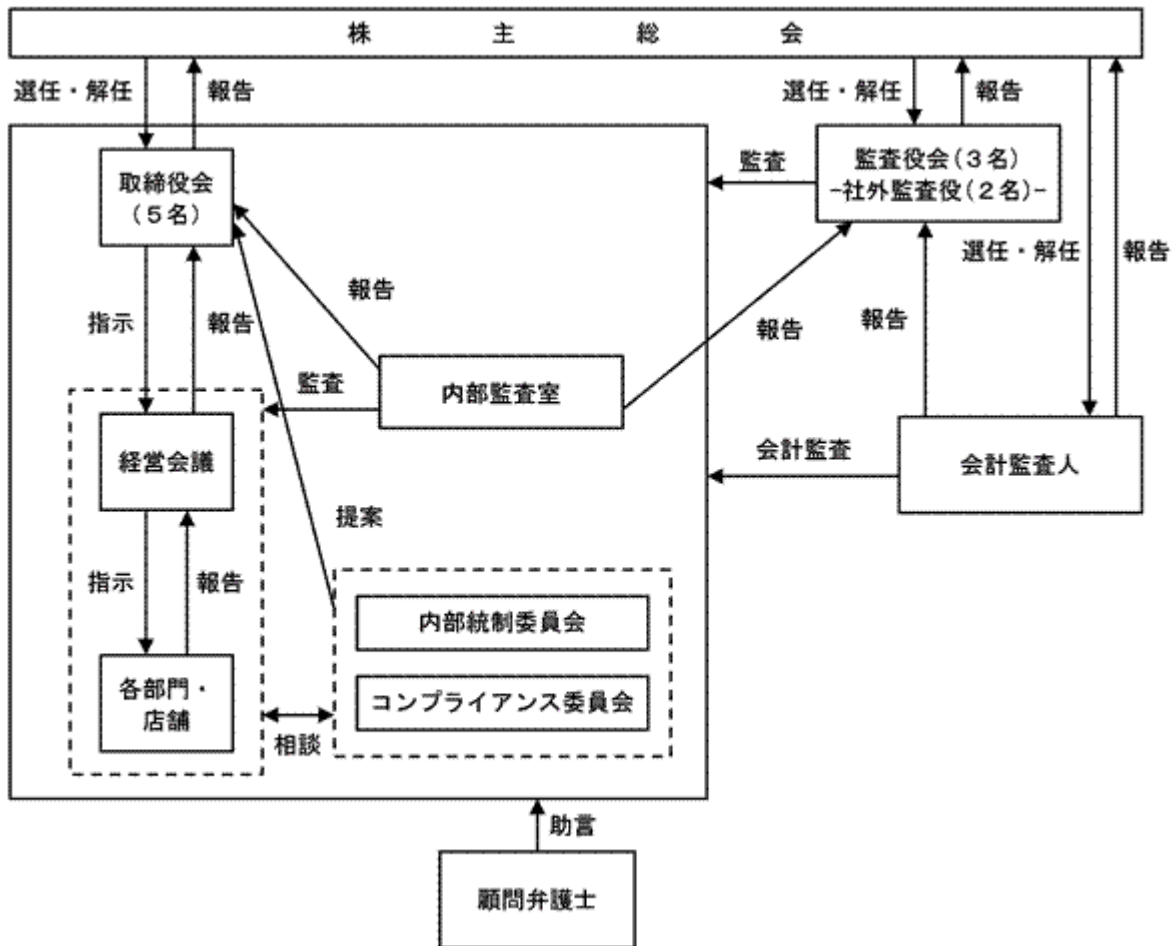 株主総会
選任・解任
報告
選任・解任
報告
取締役会
(5名)
監査
監査役会(3名)
-社外監査役(2名)-
選任・解任
報告
指示
報告
報告
報告
報告
監査
内部監査室
経営会議
会計監査
会計監査人
提案
指示
報告
内部統制委員会
各部門・
店舗
コンプライアンス委員会
相談
助言
顧問弁護士